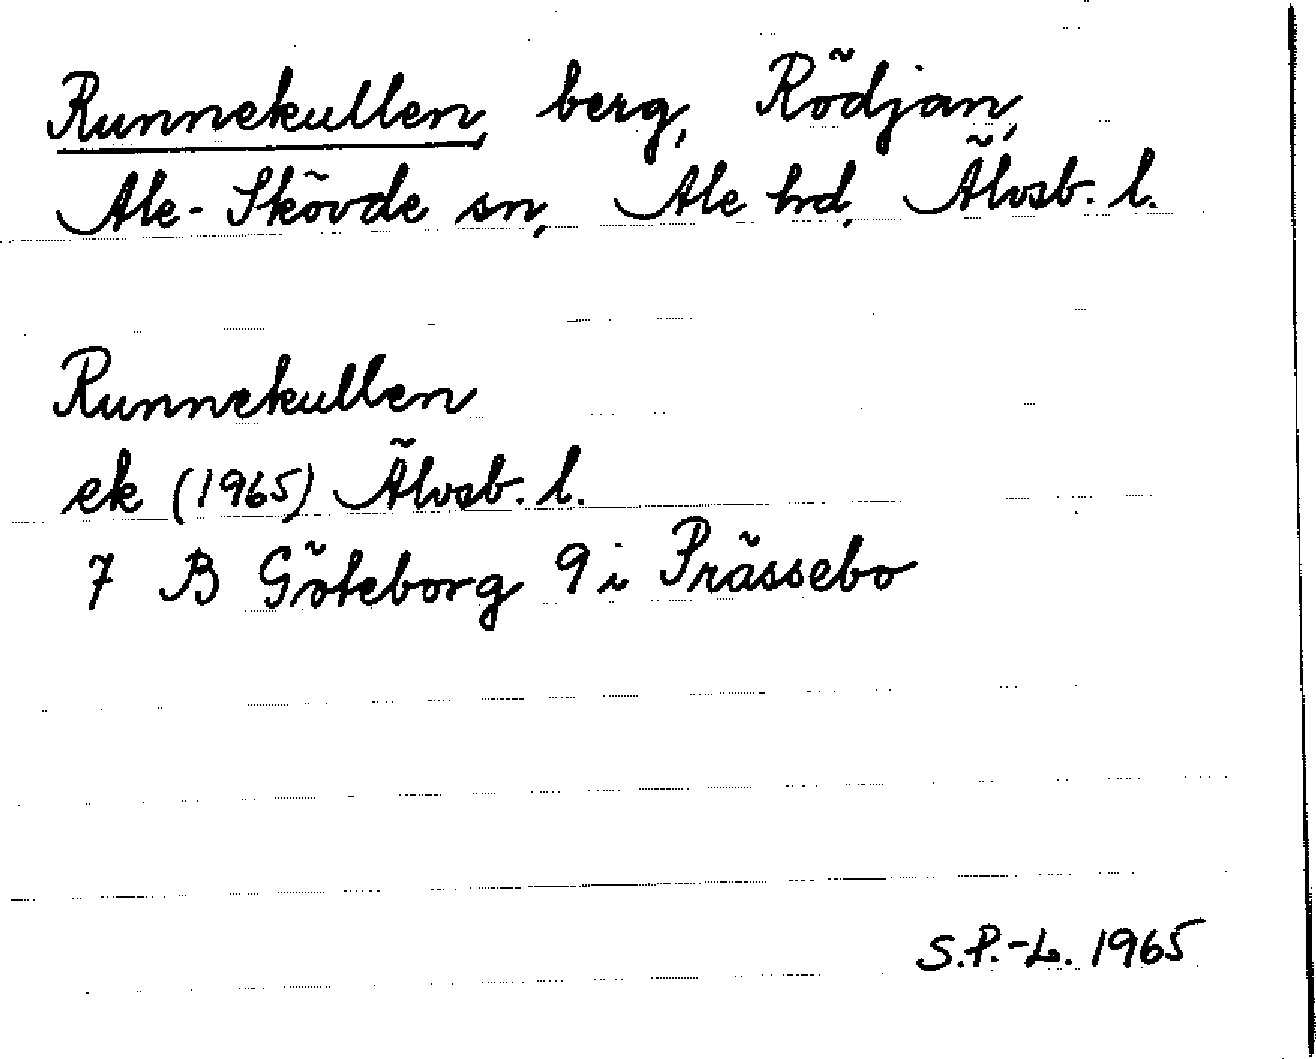 Runnekullen, berg, Rödjan,
Ale-Skövde sn, Ale hd, Älvsb. l.
Runnekullen
ek (1965) Älvsb. l.
7 B Göteborg 9 i Prässebo
S.P.-L. 1965